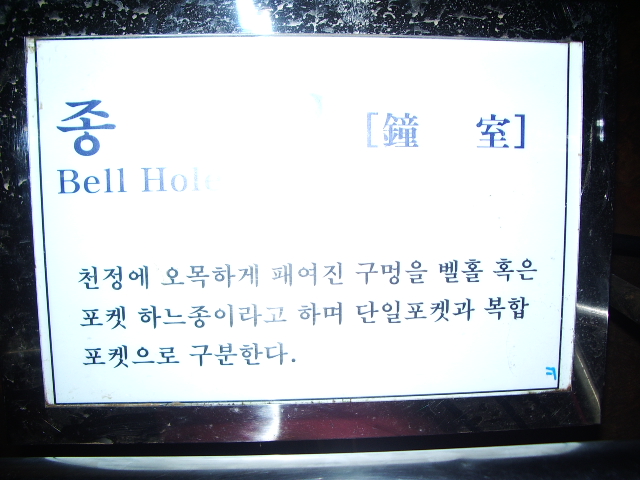 종 [鐘 室]
Bell Hole
천정에 오목하게 패여진 구멍을 벨홀 혹은
포켓 하느종이라고 하며 단일포켓과 복합
포켓으로 구분한다.